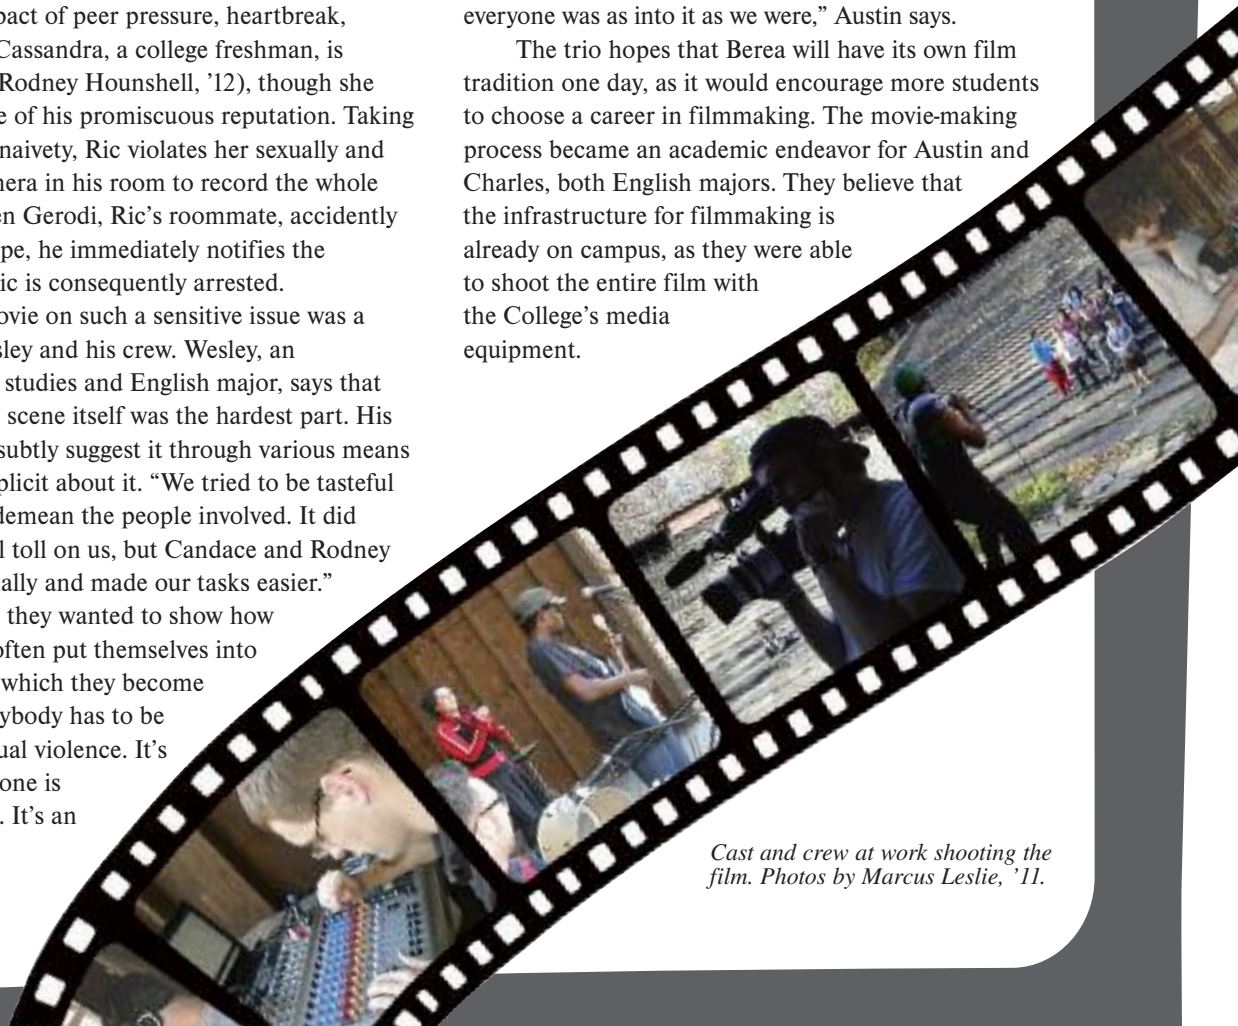 pact of peer pressure, heartbreak,
Cassandra, a college freshman, is
Rodney Hounshell, ’12), though she
e of his promiscuous reputation. Taking
naivety, Ric violates her sexually and
nera in his room to record the whole
en Gerodi, Ric’s roommate, accidently
pe, he immediately notifies the
ic is consequently arrested.
ovie on such a sensitive issue was a
sley and his crew. Wesley, an
studies and English major, says that
scene itself was the hardest part. His
subtly suggest it through various means
plicit about it. “We tried to be tasteful
demean the people involved. It did
l toll on us, but Candace and Rodney
ally and made our tasks easier.”
they wanted to show how
often put themselves into
which they become
ybody has to be
ual violence. It’s
one is
. It’s an
everyone was as into it as we were,” Austin says.
The trio hopes that Berea will have its own film
tradition one day, as it would encourage more students
to choose a career in filmmaking. The movie-making
process became an academic endeavor for Austin and
Charles, both English majors. They believe that
the infrastructure for filmmaking is
already on campus, as they were able
to shoot the entire film with
the College’s media
equipment.
Cast and crew at work shooting the
film. Photos by Marcus Leslie, ’11.